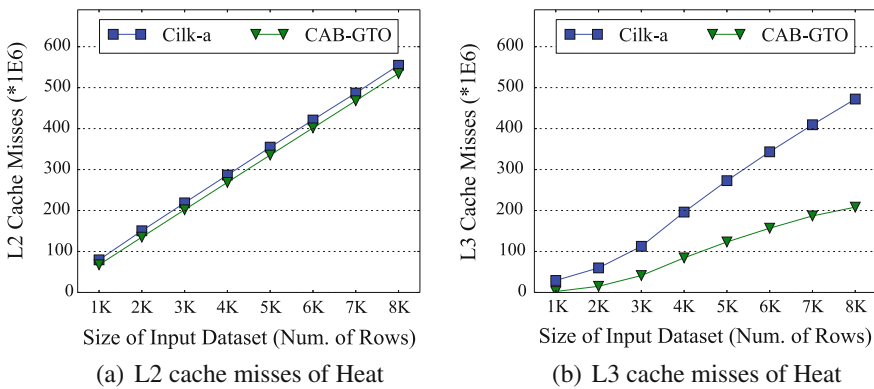 Cilk-a CAB-GTO
600
500
400
300
200
100
0
L2 Cache Misses (*1E6)
1K 2K 3K 4K 5K 6K 7K 8K
Size of Input Dataset (Num. of Rows)
(a) L2 cache misses of Heat
Cilk-a CAB-GTO
600
500
400
300
200
100
0
L3 Cache Misses (*1E6)
1K 2K 3K 4K 5K 6K 7K 8K
Size of Input Dataset (Num. of Rows)
(b) L3 cache misses of Heat